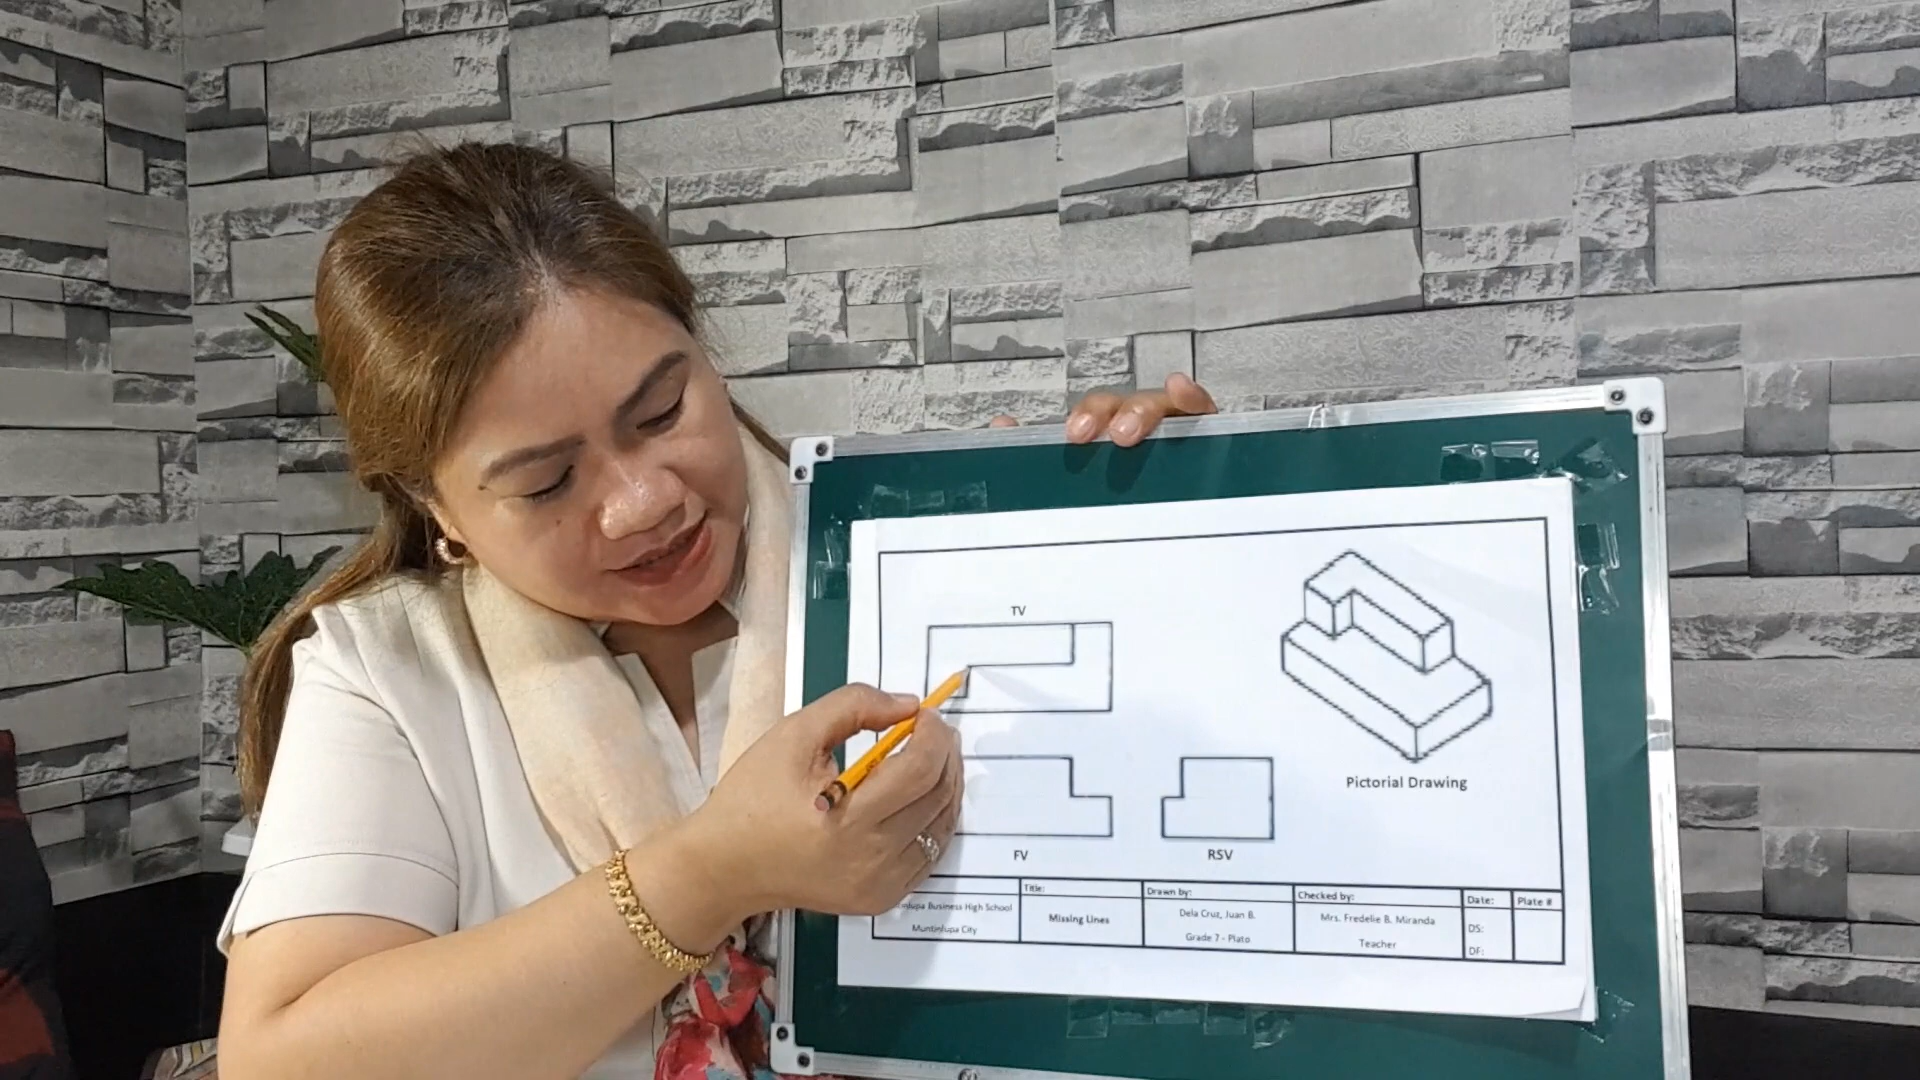 TV
Pictorial Drawing
FV
RSV
Title:
Drawn by:
Checked by:
Date:
Plate #
Business High School
Muntinlupa City
Missing Lines
Dela Cruz, Juan B.
Grade 7 - Plato
Mrs. Fredelie B. Miranda
Teacher
DS:
DF: